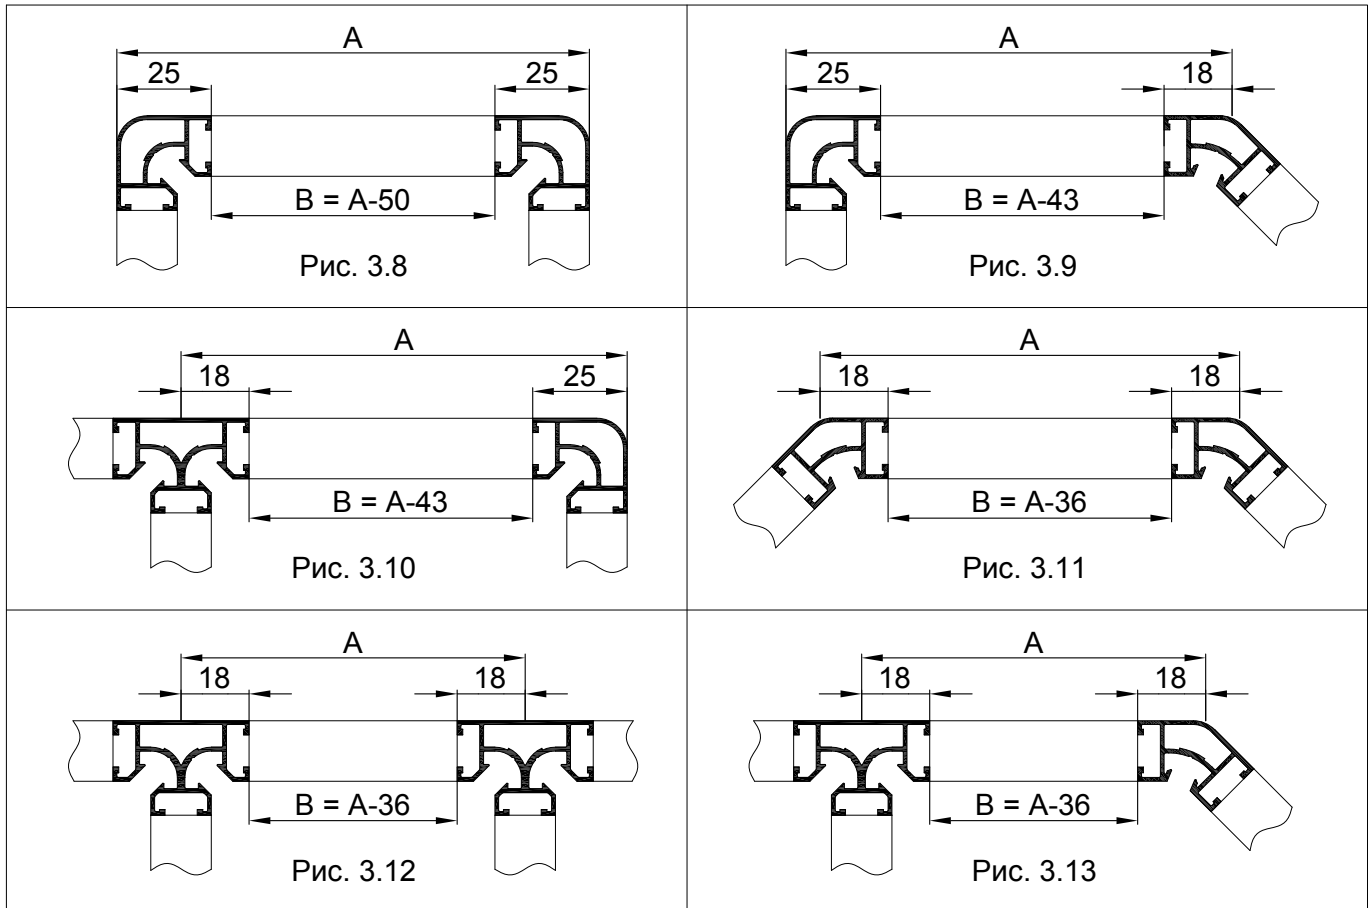 A
25 25
B = A-50
Рис. 3.8
A
25 18
B = A-43
Рис. 3.9
A
18 25
B = A-43
Рис. 3.10
A
18 18
B = A-36
Рис. 3.11
A
18 18
B = A-36
Рис. 3.12
A
18 18
B = A-36
Рис. 3.13